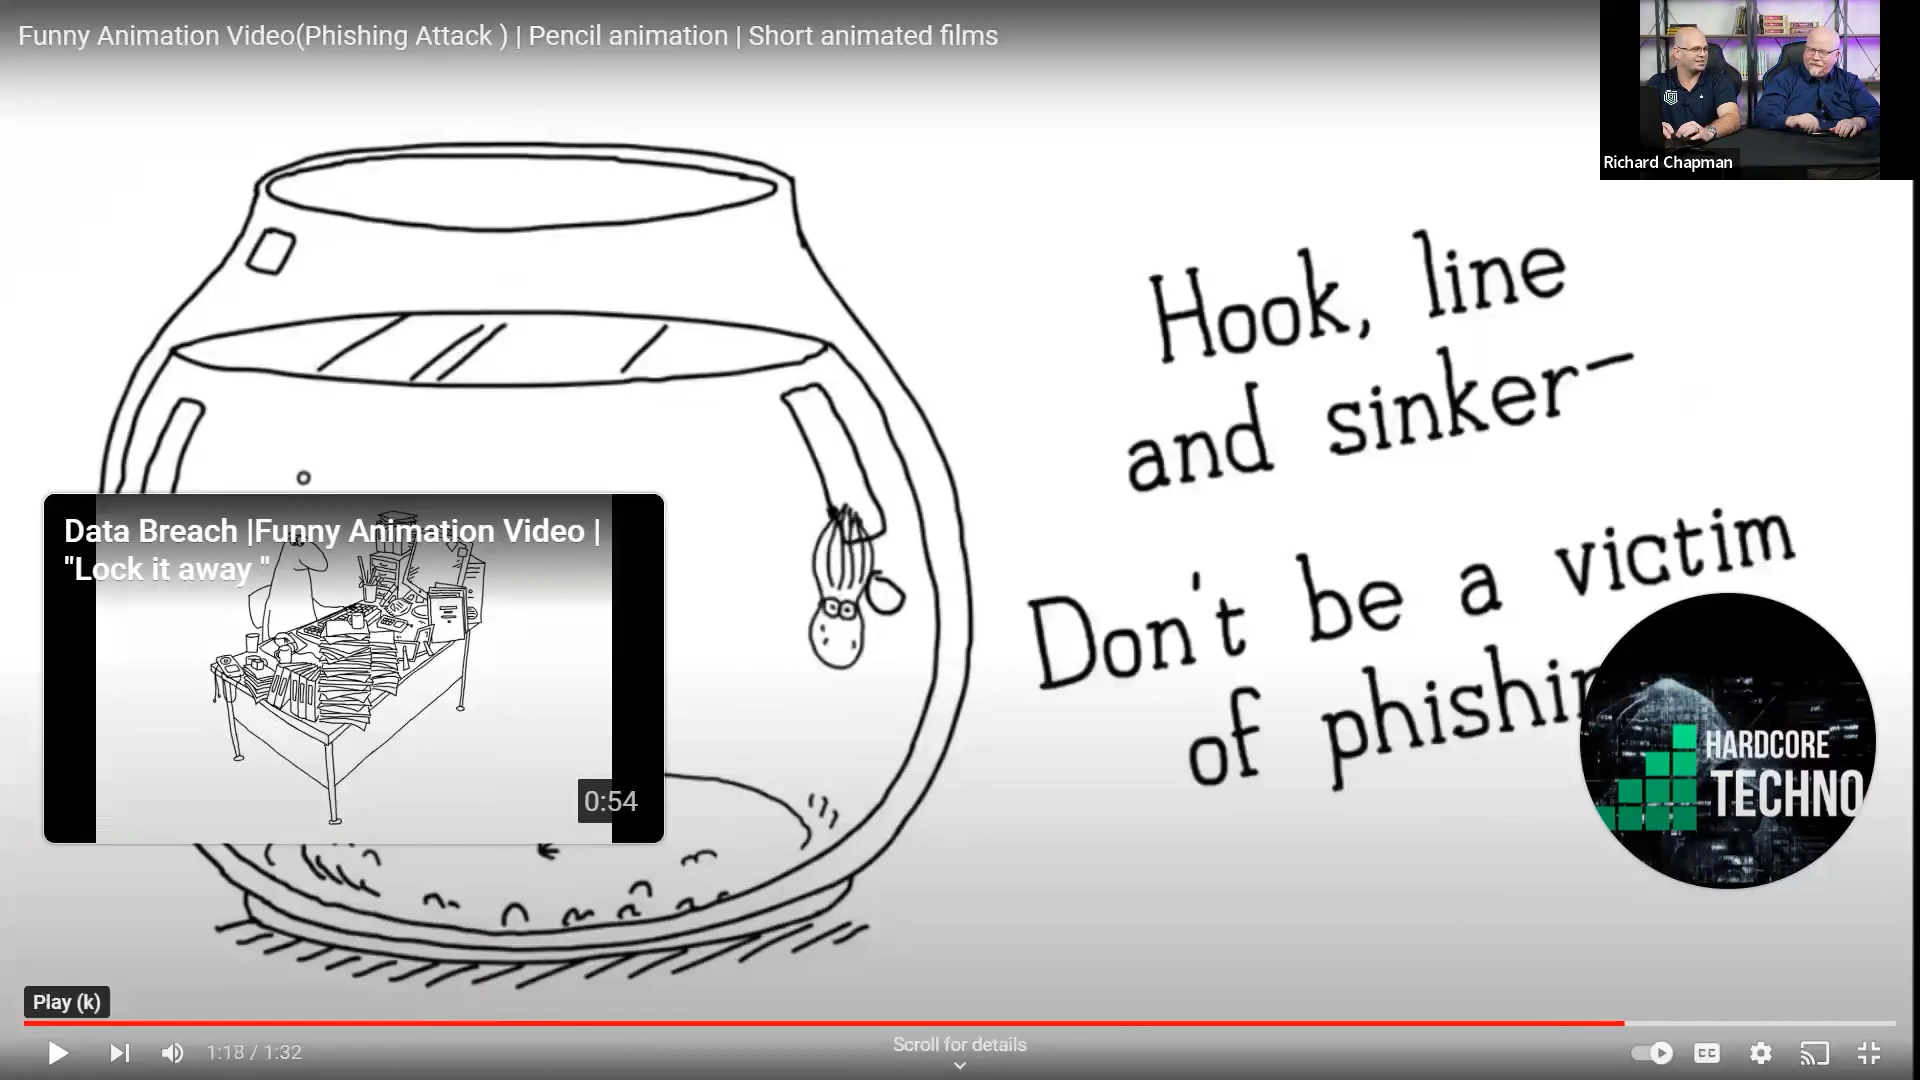 Funny Animation Video(Phishing Attack ) | Pencil animation | Short animated films
Richard Chapman
Hook, line
and sinker—
Don't be a victim
of phishin
Data Breach |Funny Animation Video |
"Lock it away "
0:54
HARDCORE
TECHNO
Play (k)
1:18 / 1:32
Scroll for details
CC